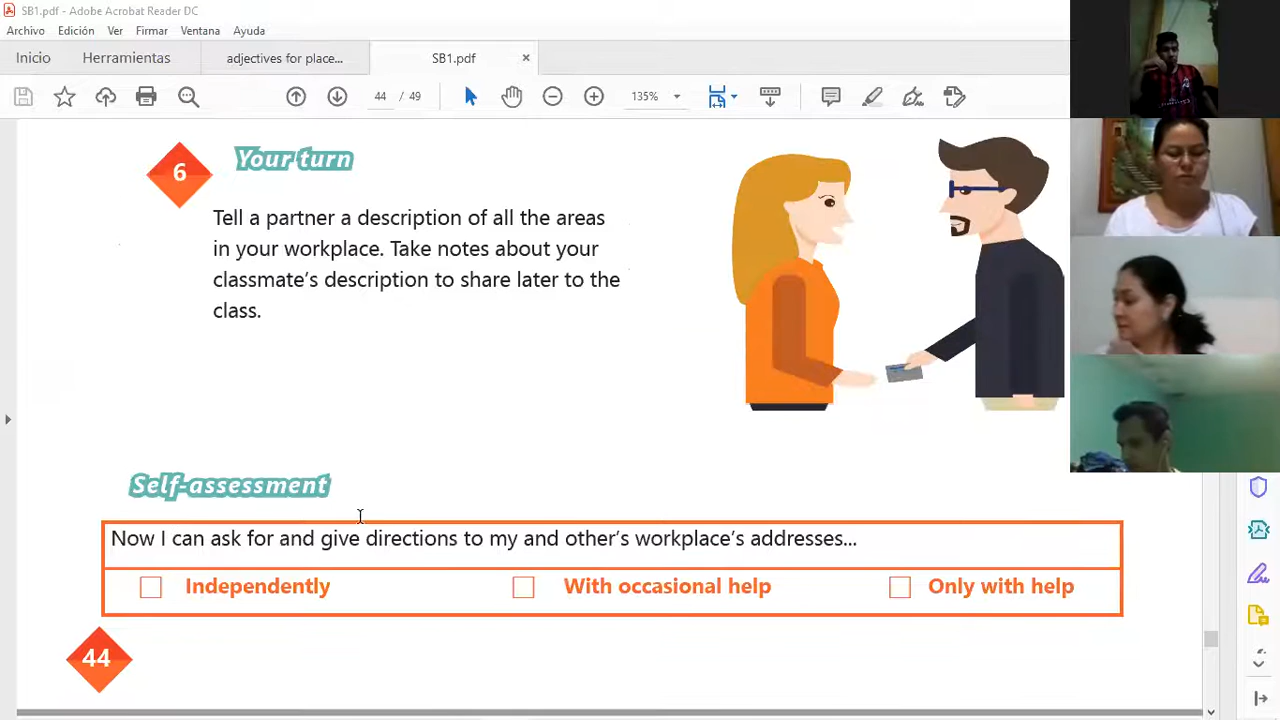 SB1.pdf - Adobe Acrobat Reader DC
Archivo Edición Ver Firmar Ventana Ayuda
Inicio Herramientas adjectives for place... SB1.pdf ×
44 / 49 135%
6 Your turn
Tell a partner a description of all the areas
in your workplace. Take notes about your
classmate's description to share later to the
class.
Self-assessment
Now I can ask for and give directions to my and other's workplace's addresses...
Independently With occasional help Only with help
44